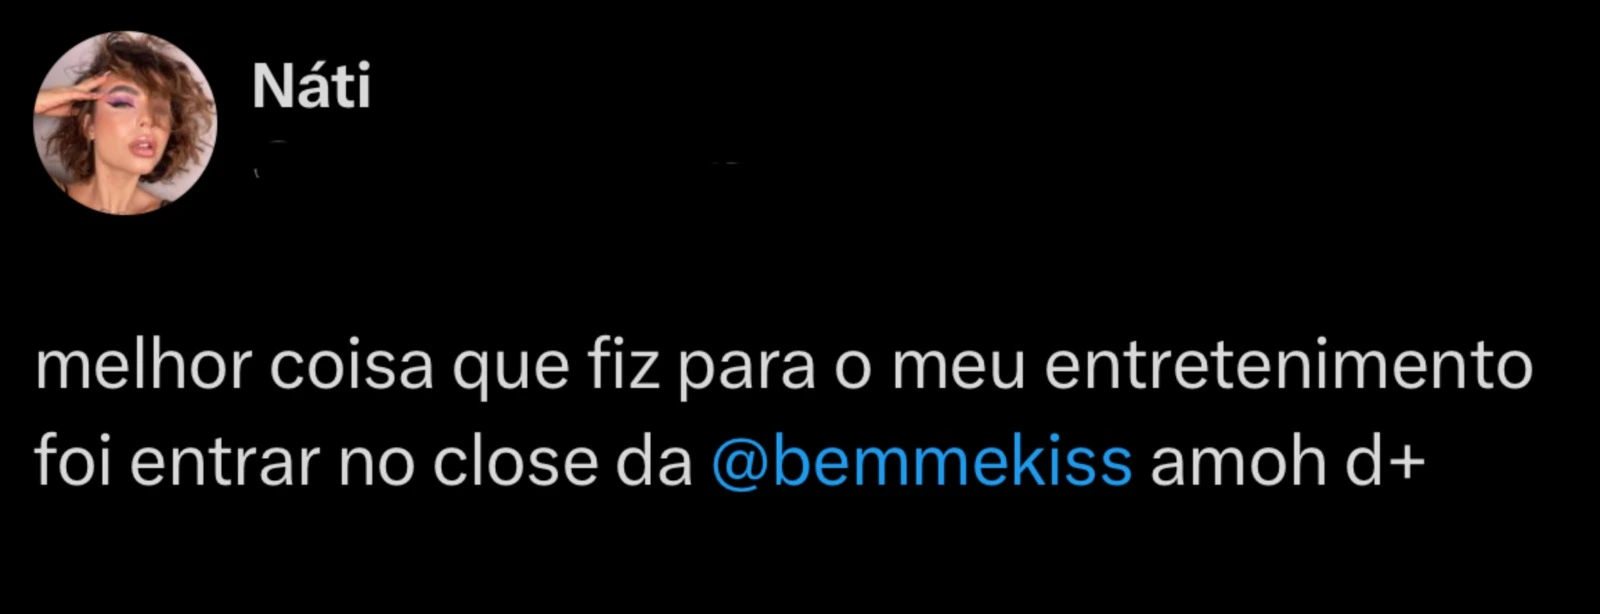 Náti
melhor coisa que fiz para o meu entretenimento
foi entrar no close da @bemmekiss amoh d+